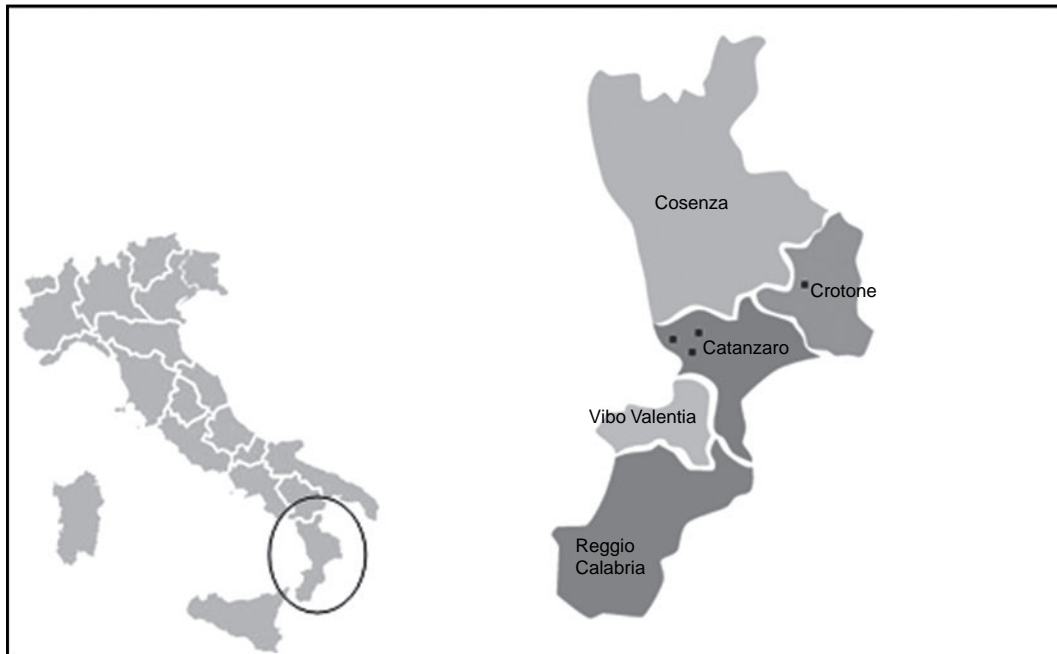 Cosenza
Crotone
Catanzaro
Vibo Valentia
Reggio
Calabria